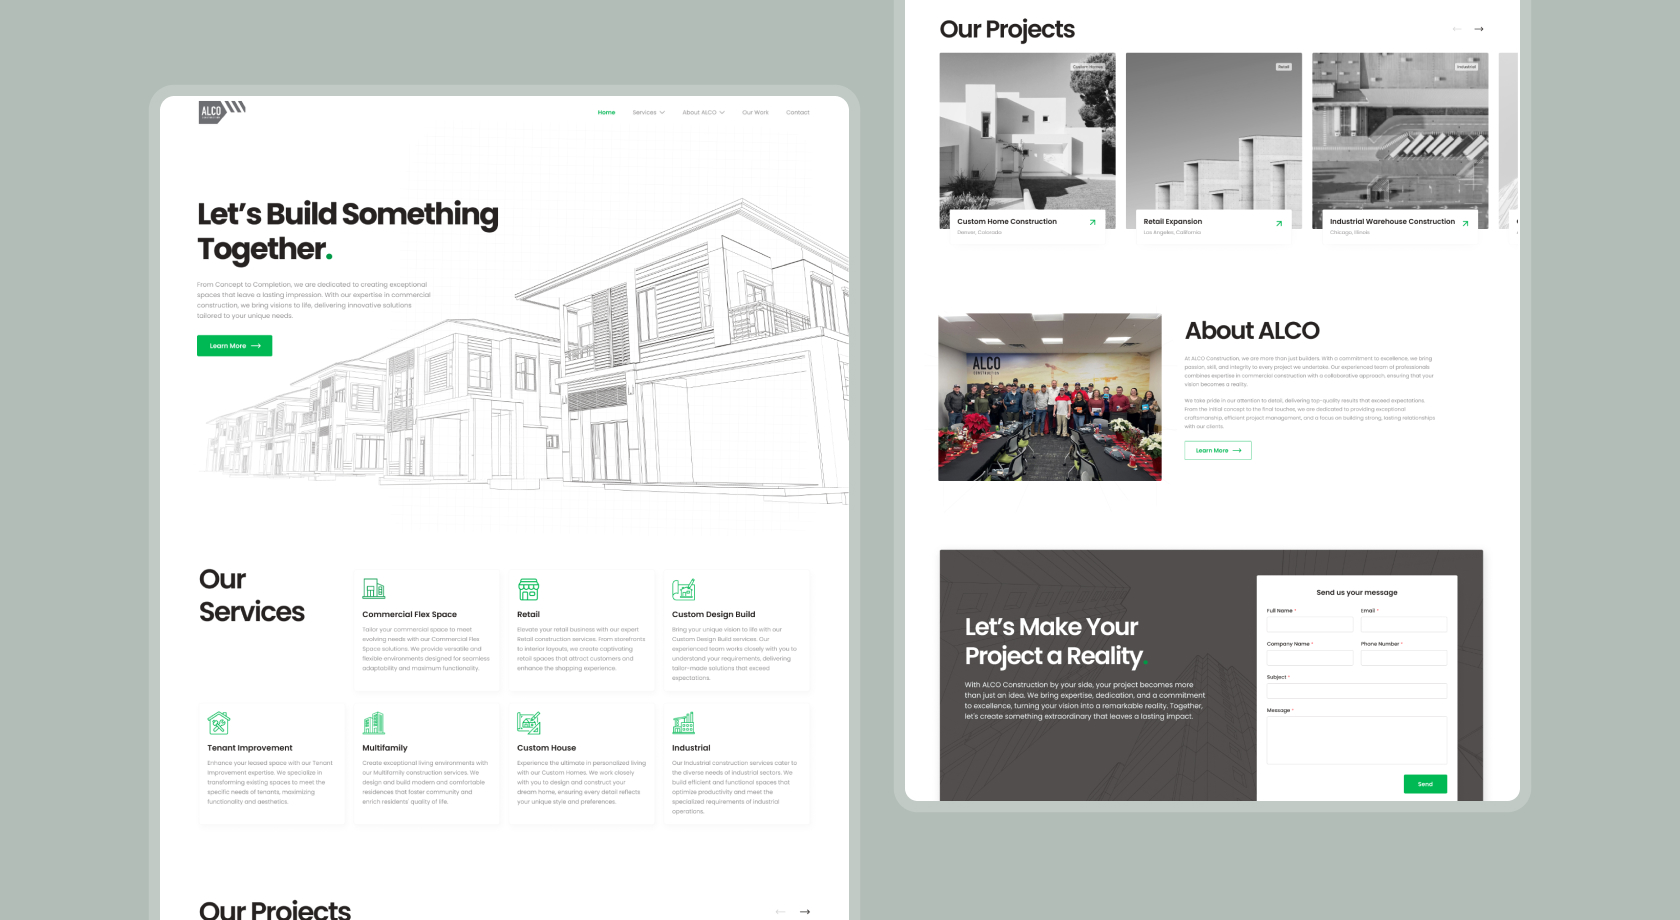 ALCO
CONSTRUCTION
Home
Services
About ALCO
Our Work
Contact
Let's Build Something
Together.
From Concept to Completion, we are dedicated to creating exceptional
spaces that leave a lasting impression. With our expertise in commercial
construction, we bring visions to life, delivering innovative solutions
tailored to your unique needs.
Learn More
Our
Services
Commercial Flex Space
Tailor your commercial space to meet
evolving needs with our Commercial Flex
Space solutions. We provide versatile and
flexible environments designed for seamless
adaptability and maximum functionality.
Retail
Elevate your retail business with our expert
Retail construction services. From storefronts
to interior layouts, we create captivating
retail spaces that attract customers and
enhance the shopping experience.
Custom Design Build
Bring your unique vision to life with our
Custom Design Build services. Our
experienced team works closely with you to
understand your requirements, delivering
tailor-made solutions that exceed
expectations.
Tenant Improvement
Enhance your leased space with our Tenant
Improvement expertise. We specialize in
transforming existing spaces to meet the
specific needs of tenants, maximizing
functionality and aesthetics.
Multifamily
Create exceptional living environments with
our Multifamily construction services. We
design and build modern and comfortable
residences that foster community and
enrich residents' quality of life.
Custom House
Experience the ultimate in personalized living
with our Custom Homes. We work closely
with you to design and construct your
dream home, ensuring every detail reflects
your unique style and preferences.
Industrial
Our Industrial construction services cater to
the diverse needs of industrial sectors. We
build efficient and functional spaces that
optimize productivity and meet the
specialized requirements of industrial
operations.
Our Projects
Our Projects
Custom Homes
Retail
Industrial
Custom Home Construction
Denver, Colorado
Retail Expansion
Los Angeles, California
Industrial Warehouse Construction
Chicago, Illinois
ALCO
CONSTRUCTION
About ALCO
At ALCO Construction, we are more than just builders. With a commitment to excellence, we bring
passion, skill, and integrity to every project we undertake. Our experienced team of professionals
combines expertise in commercial construction with a collaborative approach, ensuring that your
vision becomes a reality.
We take pride in our attention to detail, delivering top-quality results that exceed expectations.
From the initial concept to the final touches, we are dedicated to providing exceptional
craftsmanship, efficient project management, and a focus on building strong, lasting relationships
with our clients.
Learn More
Let's Make Your
Project a Reality.
With ALCO Construction by your side, your project becomes more
than just an idea. We bring expertise, dedication, and a commitment
to excellence, turning your vision into a remarkable reality. Together,
let's create something extraordinary that leaves a lasting impact.
Send us your message
Full Name *
Email *
Company Name *
Phone Number *
Subject *
Message *
Send